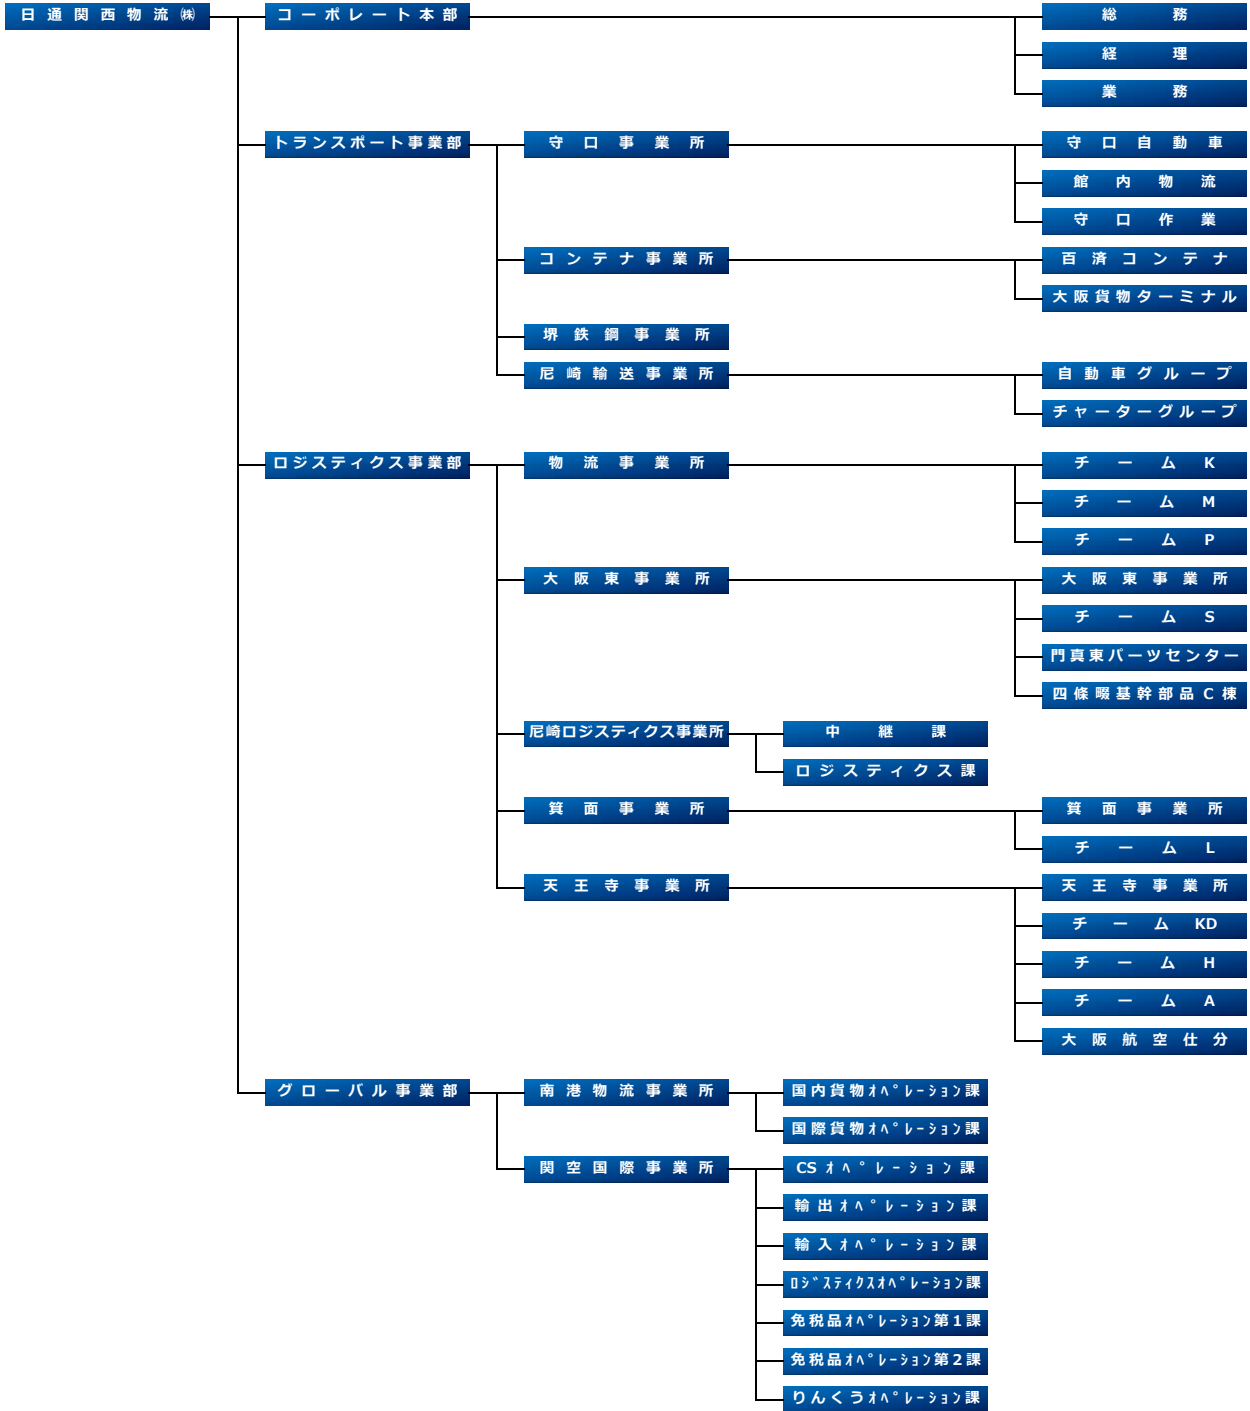 日通関西物流㈱
コーポレート本部
総務
経理
業務
トランスポート事業部
守口事業所
守口自動車
館内物流
守口作業
コンテナ事業所
百済コンテナ
大阪貨物ターミナル
堺鉄鋼事業所
尼崎輸送事業所
自動車グループ
チャーターグループ
ロジスティクス事業部
物流事業所
チームK
チームM
チームP
大阪東事業所
大阪東事業所
チームS
門真東パーツセンター
四條畷基幹部品C棟
尼崎ロジスティクス事業所
中継課
ロジスティクス課
箕面事業所
箕面事業所
チームL
天王寺事業所
天王寺事業所
チームKD
チームH
チームA
大阪航空仕分
グローバル事業部
南港物流事業所
国内貨物ｵﾍﾟﾚｰｼｮﾝ課
国際貨物ｵﾍﾟﾚｰｼｮﾝ課
関空国際事業所
CSｵﾍﾟﾚｰｼｮﾝ課
輸出ｵﾍﾟﾚｰｼｮﾝ課
輸入ｵﾍﾟﾚｰｼｮﾝ課
ﾛｼﾞｽﾃｨｸｽｵﾍﾟﾚｰｼｮﾝ課
免税品ｵﾍﾟﾚｰｼｮﾝ第1課
免税品ｵﾍﾟﾚｰｼｮﾝ第2課
りんくうｵﾍﾟﾚｰｼｮﾝ課